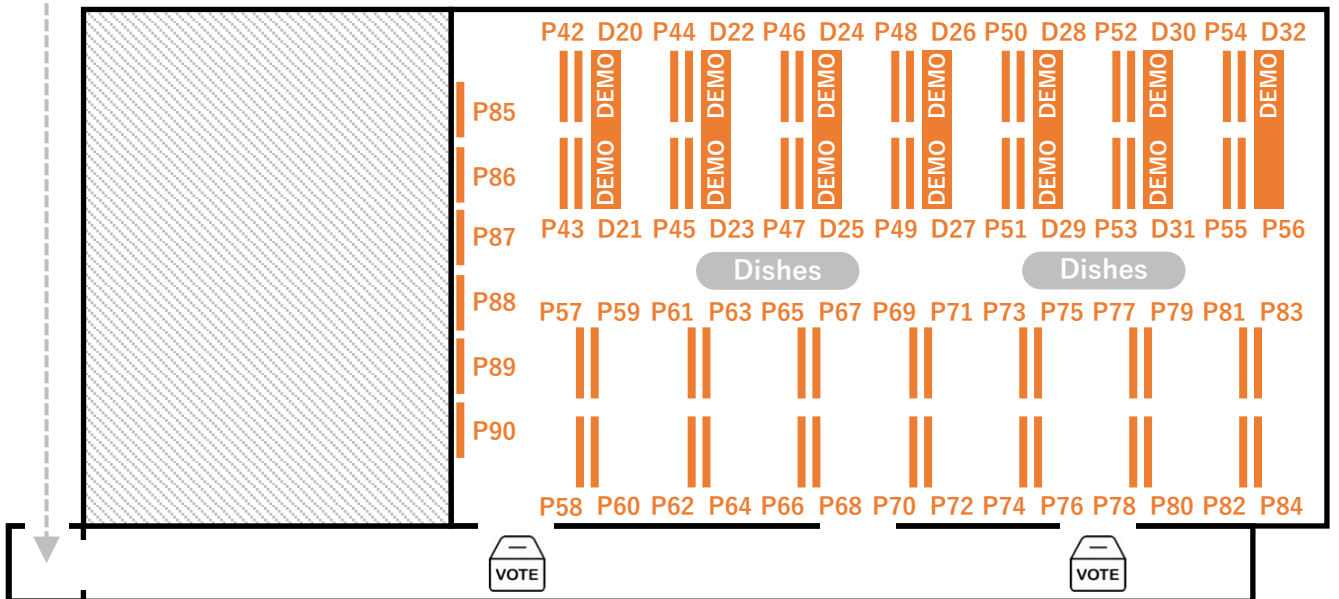 P42 D20 P44 D22 P46 D24 P48 D26 P50 D28 P52 D30 P54 D32
DEMO DEMO DEMO DEMO DEMO DEMO DEMO
P85
DEMO DEMO DEMO DEMO DEMO DEMO
P86
P43 D21 P45 D23 P47 D25 P49 D27 P51 D29 P53 D31 P55 P56
P87
Dishes Dishes
P88
P57 P59 P61 P63 P65 P67 P69 P71 P73 P75 P77 P79 P81 P83
P89
P90
P58 P60 P62 P64 P66 P68 P70 P72 P74 P76 P78 P80 P82 P84
VOTE VOTE